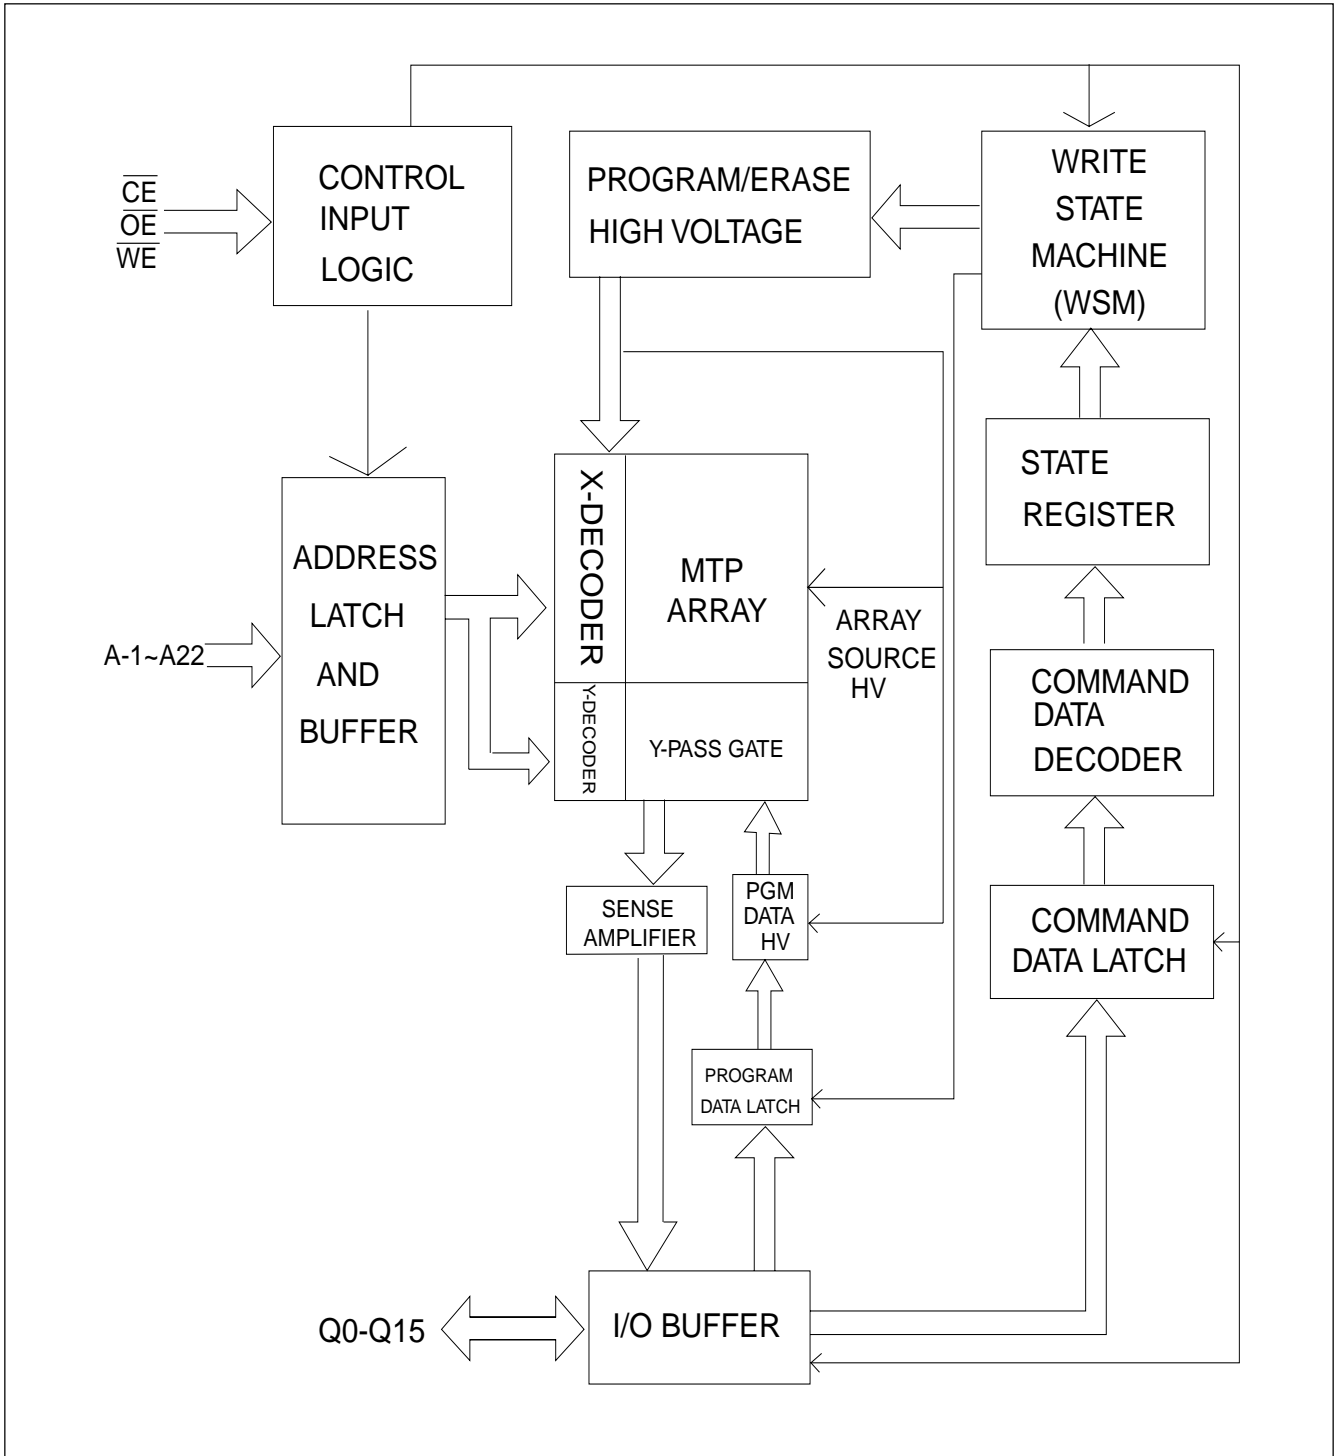 CE
OE
WE
CONTROL
INPUT
LOGIC
PROGRAM/ERASE
HIGH VOLTAGE
WRITE
STATE
MACHINE
(WSM)
STATE
REGISTER
A-1~A22
ADDRESS
LATCH
AND
BUFFER
X-DECODER
MTP
ARRAY
ARRAY
SOURCE
HV
Y-DECODER
Y-PASS GATE
COMMAND
DATA
DECODER
SENSE
AMPLIFIER
PGM
DATA
HV
COMMAND
DATA LATCH
PROGRAM
DATA LATCH
Q0-Q15
I/O BUFFER